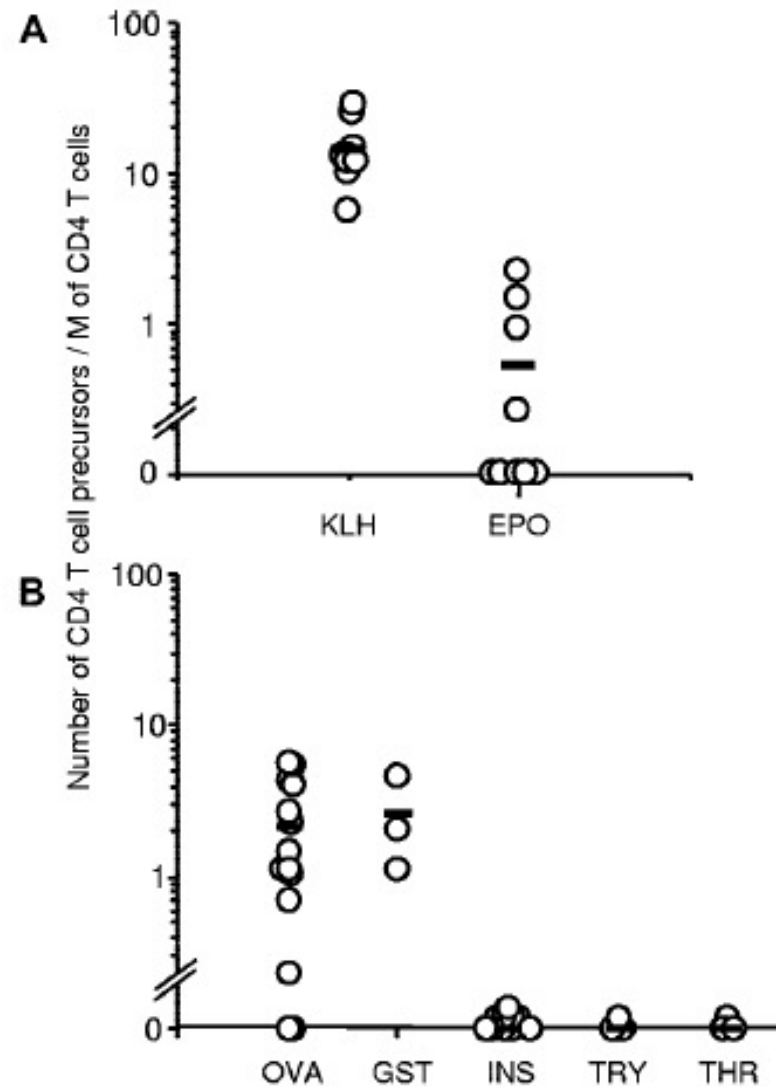 A
100
10
1
0
KLH EPO
Number of CD4 T cell precursors / M of CD4 T cells
B
100
10
1
0
OVA GST INS TRY THR